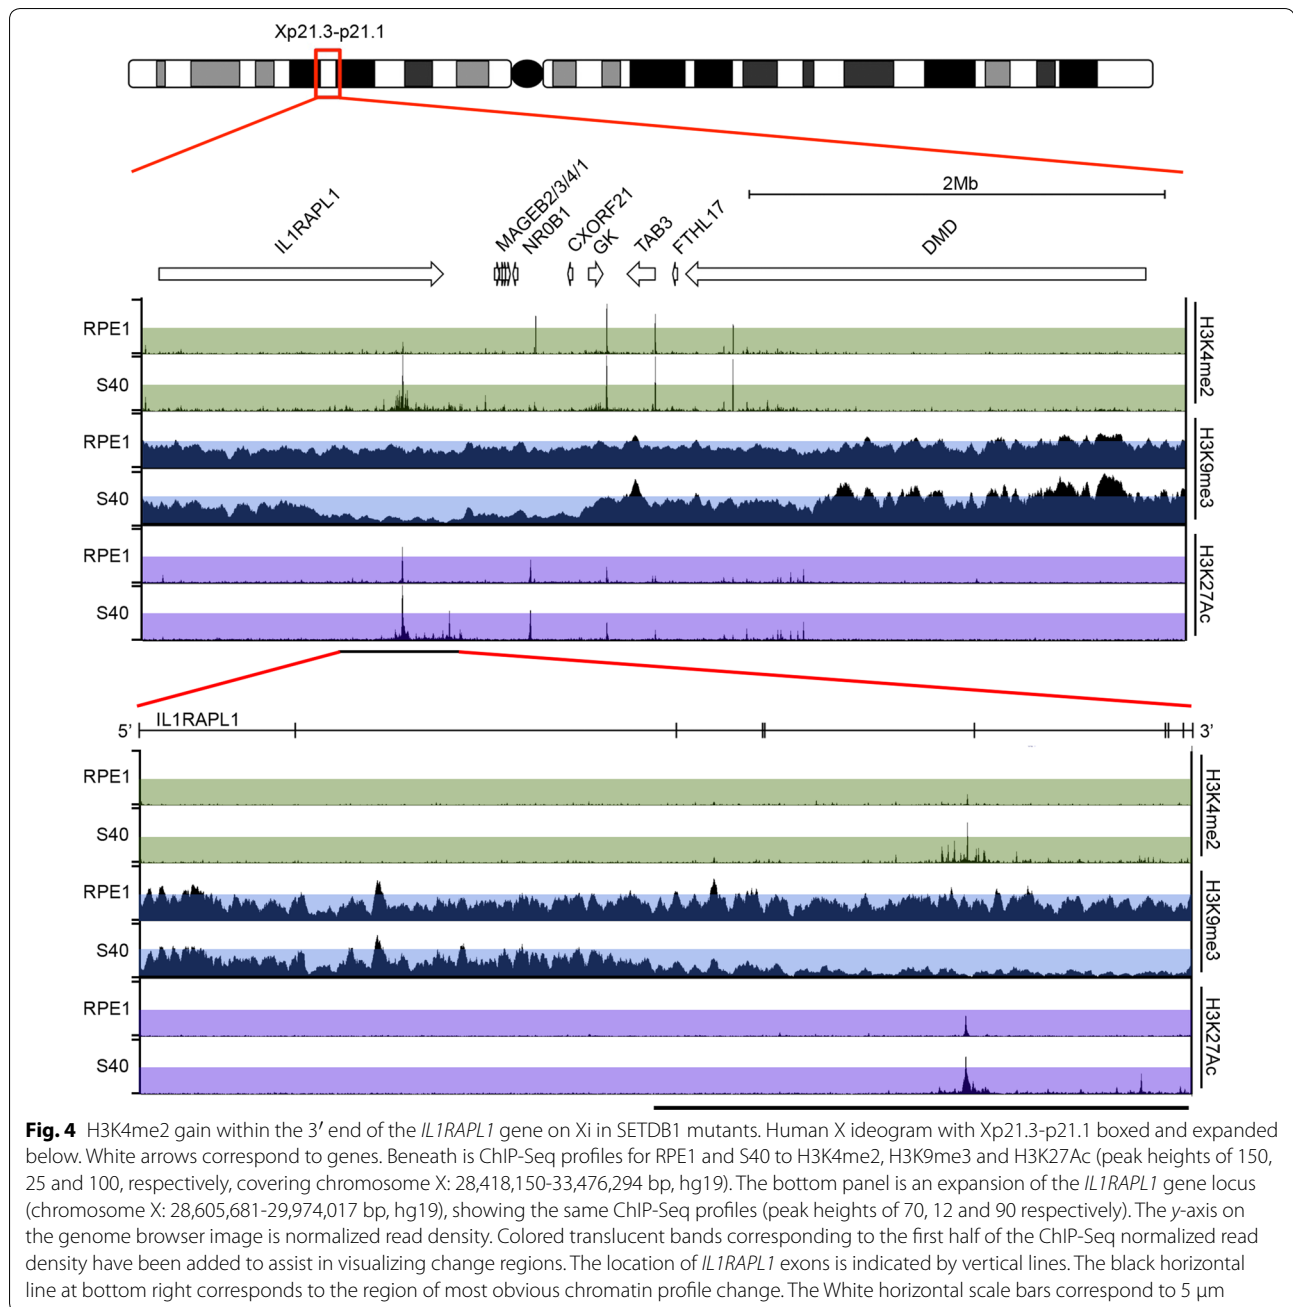 Xp21.3-p21.1
2Mb
IL1RAPL1
MAGEB2/3/4/1
NR0B1
CXORF21
GK
TAB3
FTHL17
DMD
RPE1
S40
H3K4me2
RPE1
S40
H3K9me3
RPE1
S40
H3K27Ac
5’
IL1RAPL1
3’
RPE1
S40
H3K4me2
RPE1
S40
H3K9me3
RPE1
S40
H3K27Ac
Fig. 4 H3K4me2 gain within the 3′ end of the IL1RAPL1 gene on Xi in SETDB1 mutants. Human X ideogram with Xp21.3-p21.1 boxed and expanded
below. White arrows correspond to genes. Beneath is ChIP-Seq profiles for RPE1 and S40 to H3K4me2, H3K9me3 and H3K27Ac (peak heights of 150,
25 and 100, respectively, covering chromosome X: 28,418,150-33,476,294 bp, hg19). The bottom panel is an expansion of the IL1RAPL1 gene locus
(chromosome X: 28,605,681-29,974,017 bp, hg19), showing the same ChIP-Seq profiles (peak heights of 70, 12 and 90 respectively). The y-axis on
the genome browser image is normalized read density. Colored translucent bands corresponding to the first half of the ChIP-Seq normalized read
density have been added to assist in visualizing change regions. The location of IL1RAPL1 exons is indicated by vertical lines. The black horizontal
line at bottom right corresponds to the region of most obvious chromatin profile change. The White horizontal scale bars correspond to 5 μm